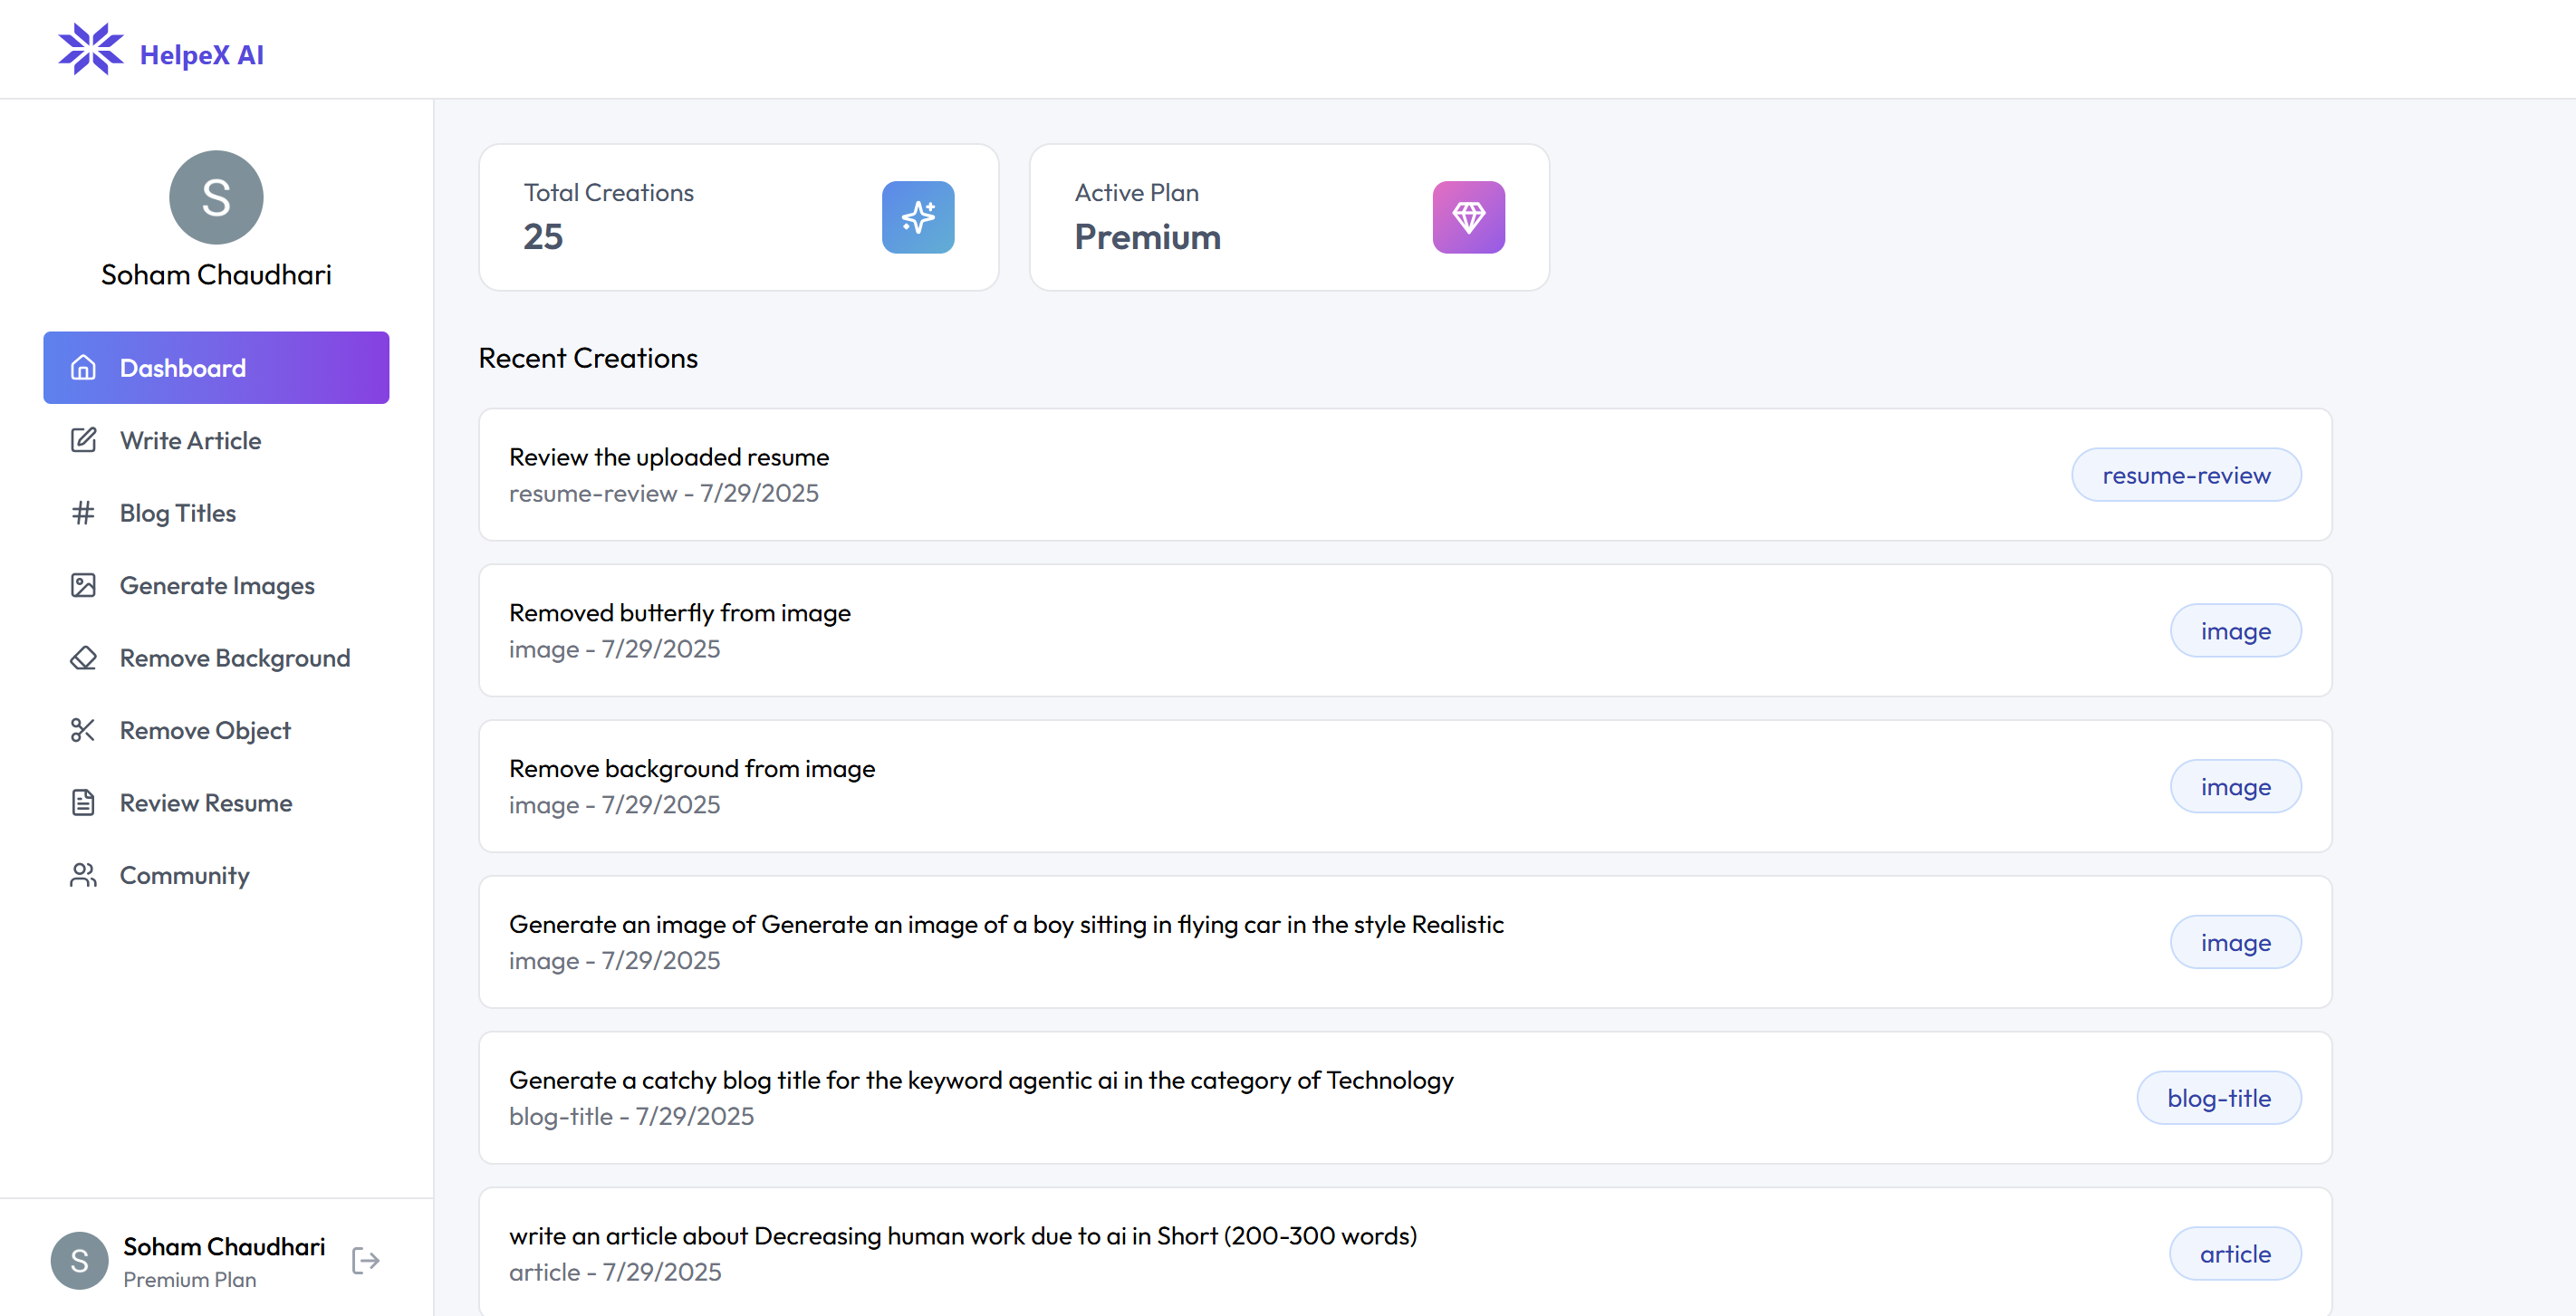 HelpeX AI
S
Soham Chaudhari
Dashboard
Write Article
Blog Titles
Generate Images
Remove Background
Remove Object
Review Resume
Community
S
Soham Chaudhari
Premium Plan
Total Creations
25
Active Plan
Premium
Recent Creations
Review the uploaded resume
resume-review - 7/29/2025
resume-review
Removed butterfly from image
image - 7/29/2025
image
Remove background from image
image - 7/29/2025
image
Generate an image of Generate an image of a boy sitting in flying car in the style Realistic
image - 7/29/2025
image
Generate a catchy blog title for the keyword agentic ai in the category of Technology
blog-title - 7/29/2025
blog-title
write an article about Decreasing human work due to ai in Short (200-300 words)
article - 7/29/2025
article